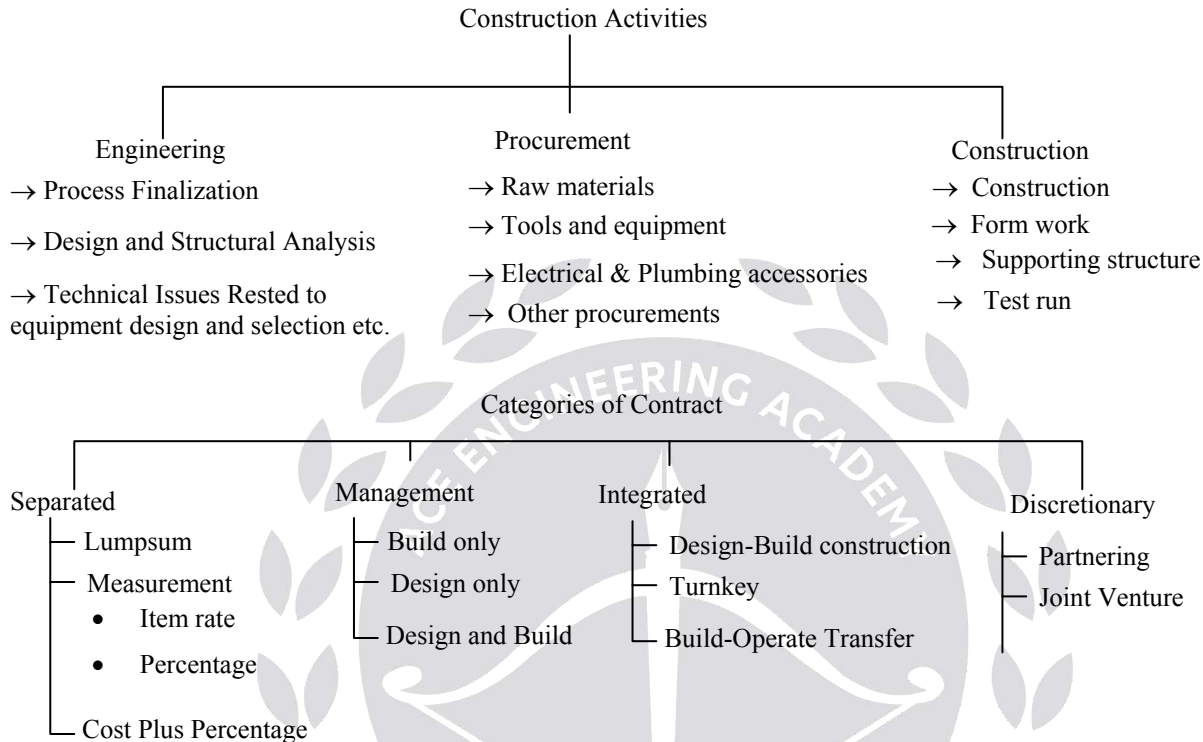 Construction Activities
Engineering
→ Process Finalization
→ Design and Structural Analysis
→ Technical Issues Rested to
equipment design and selection etc.
Procurement
→ Raw materials
→ Tools and equipment
→ Electrical & Plumbing accessories
→ Other procurements
Construction
→ Construction
→ Form work
→ Supporting structure
→ Test run
ACE ENGINEERING ACADEMY
Categories of Contract
Separated
Lumpsum
Measurement
• Item rate
• Percentage
Cost Plus Percentage
Management
Build only
Design only
Design and Build
Integrated
Design-Build construction
Turnkey
Build-Operate Transfer
Discretionary
Partnering
Joint Venture